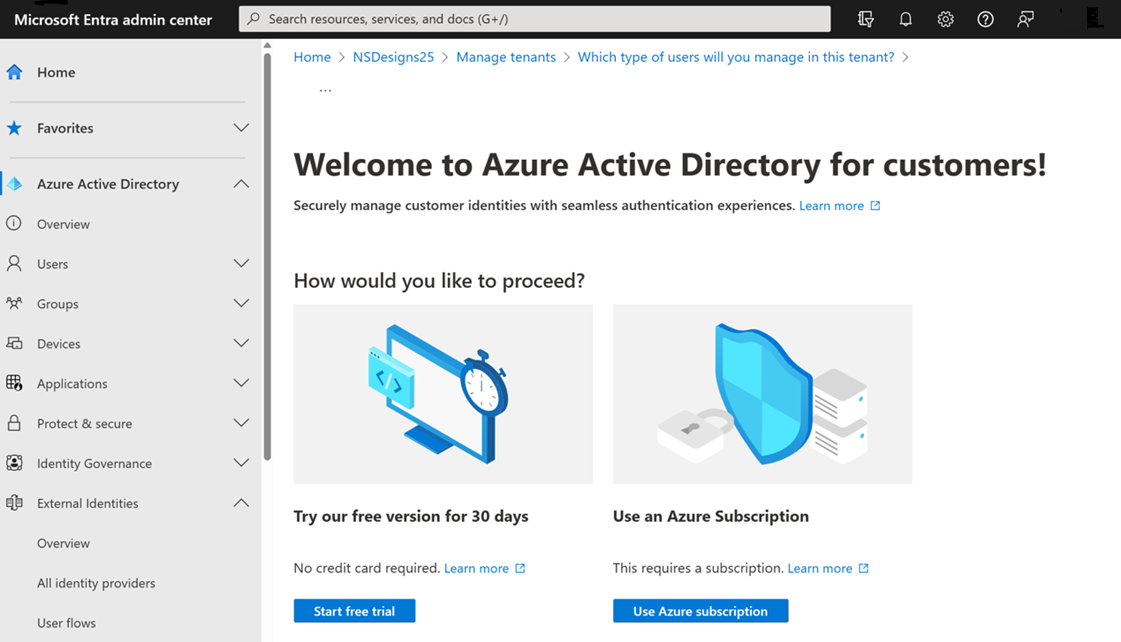 Microsoft Entra admin center
Search resources, services, and docs (G+/)
Home
Favorites
Azure Active Directory
Overview
Users
Groups
Devices
Applications
Protect & secure
Identity Governance
External Identities
Overview
All identity providers
User flows
Home > NSDesigns25 > Manage tenants > Which type of users will you manage in this tenant? >
...
Welcome to Azure Active Directory for customers!
Securely manage customer identities with seamless authentication experiences. Learn more
How would you like to proceed?
Try our free version for 30 days
No credit card required. Learn more
Start free trial
Use an Azure Subscription
This requires a subscription. Learn more
Use Azure subscription